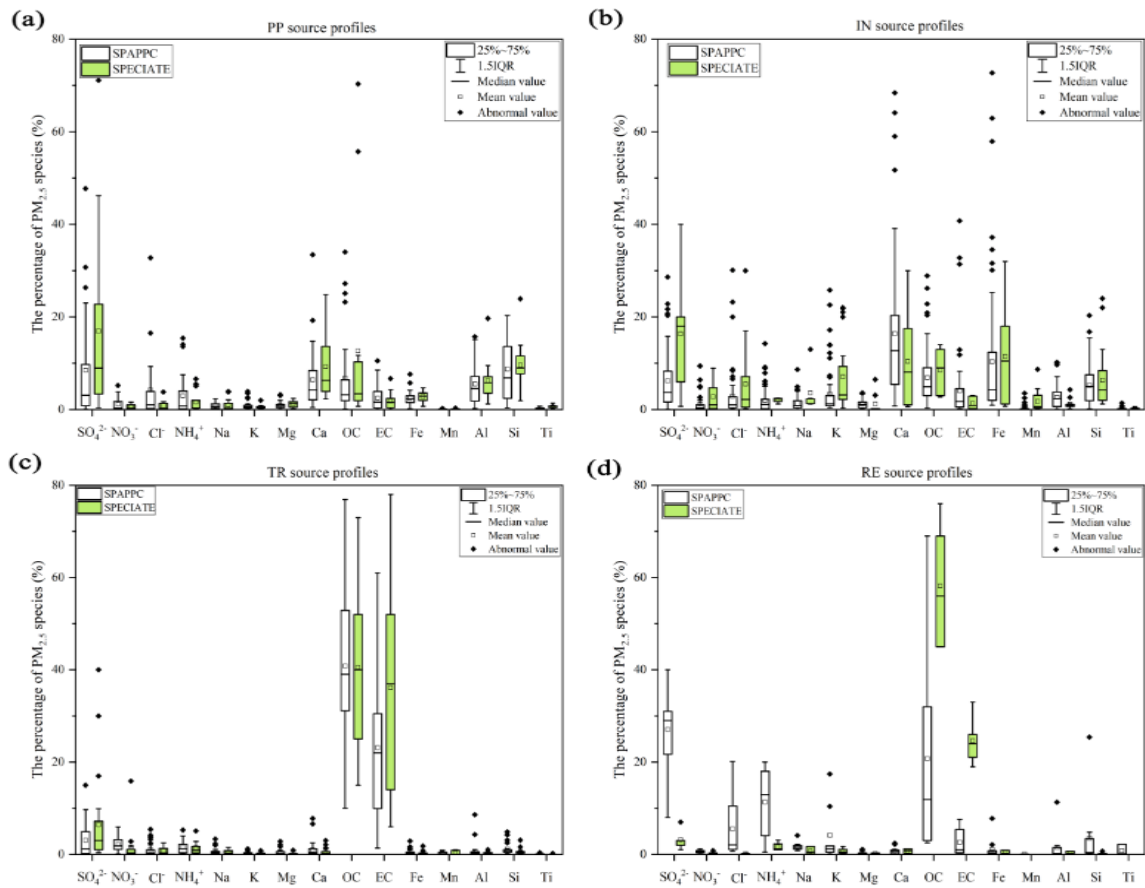 (a)
PP source profiles
80
60
40
20
0
The percentage of PM2.5 species (%)
SPAPPC
SPECIATE
25%~75%
1.5IQR
Median value
Mean value
Abnormal value
SO4^2- NO3^- Cl^- NH4^+ Na K Mg Ca OC EC Fe Mn Al Si Ti
(b)
IN source profiles
80
60
40
20
0
The percentage of PM2.5 species (%)
SPAPPC
SPECIATE
25%~75%
1.5IQR
Median value
Mean value
Abnormal value
SO4^2- NO3^- Cl^- NH4^+ Na K Mg Ca OC EC Fe Mn Al Si Ti
(c)
TR source profiles
80
60
40
20
0
The percentage of PM2.5 species (%)
SPAPPC
SPECIATE
25%~75%
1.5IQR
Median value
Mean value
Abnormal value
SO4^2- NO3^- Cl^- NH4^+ Na K Mg Ca OC EC Fe Mn Al Si Ti
(d)
RE source profiles
80
60
40
20
0
The percentage of PM2.5 species (%)
SPAPPC
SPECIATE
25%~75%
1.5IQR
Median value
Mean value
Abnormal value
SO4^2- NO3^- Cl^- NH4^+ Na K Mg Ca OC EC Fe Mn Al Si Ti